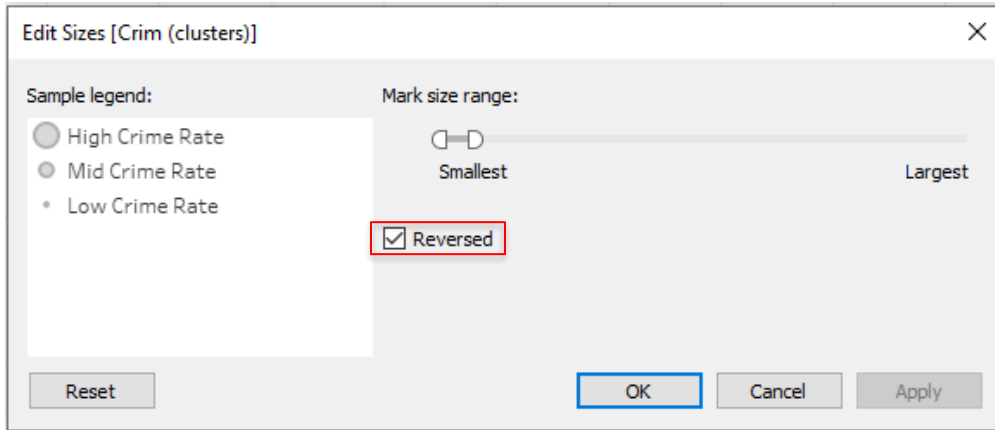 Edit Sizes [Crim (clusters)]
Sample legend:
High Crime Rate
Mid Crime Rate
Low Crime Rate
Mark size range:
Smallest
Largest
Reversed
Reset
OK
Cancel
Apply